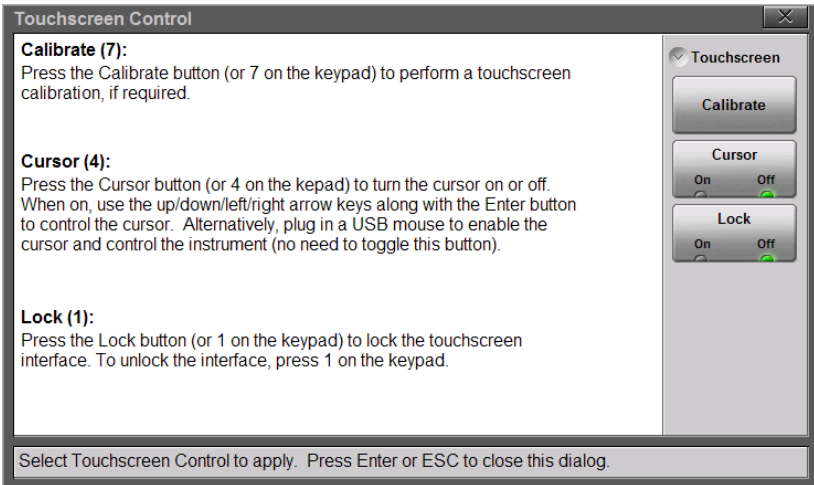 Touchscreen Control
Calibrate (7):
Press the Calibrate button (or 7 on the keypad) to perform a touchscreen
calibration, if required.
Cursor (4):
Press the Cursor button (or 4 on the kepad) to turn the cursor on or off.
When on, use the up/down/left/right arrow keys along with the Enter button
to control the cursor.  Alternatively, plug in a USB mouse to enable the
cursor and control the instrument (no need to toggle this button).
Lock (1):
Press the Lock button (or 1 on the keypad) to lock the touchscreen
interface. To unlock the interface, press 1 on the keypad.
Touchscreen
Calibrate
Cursor
On Off
Lock
On Off
Select Touchscreen Control to apply.  Press Enter or ESC to close this dialog.